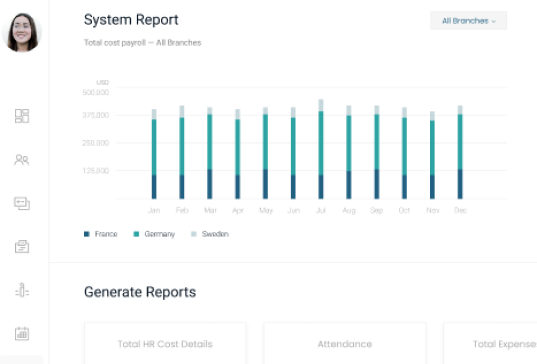 System Report
All Branches
Total cost payroll — All Branches
USD
500,000
375,000
250,000
125,000
Jan Feb Mar Apr May Jun Jul Aug Sep Oct Nov Dec
France Germany Sweden
Generate Reports
Total HR Cost Details Attendance Total Expense